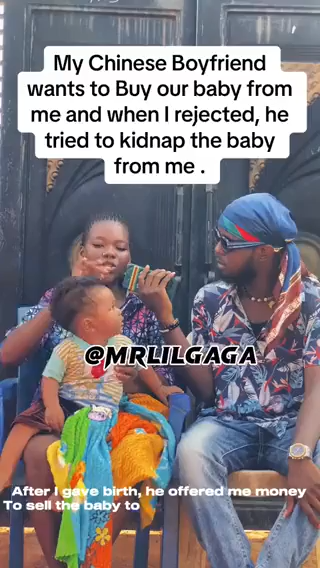 My Chinese Boyfriend
wants to Buy our baby from
me and when I rejected, he
tried to kidnap the baby
from me .
@MRLILGAGA
After I gave birth, he offered me money
To sell the baby to